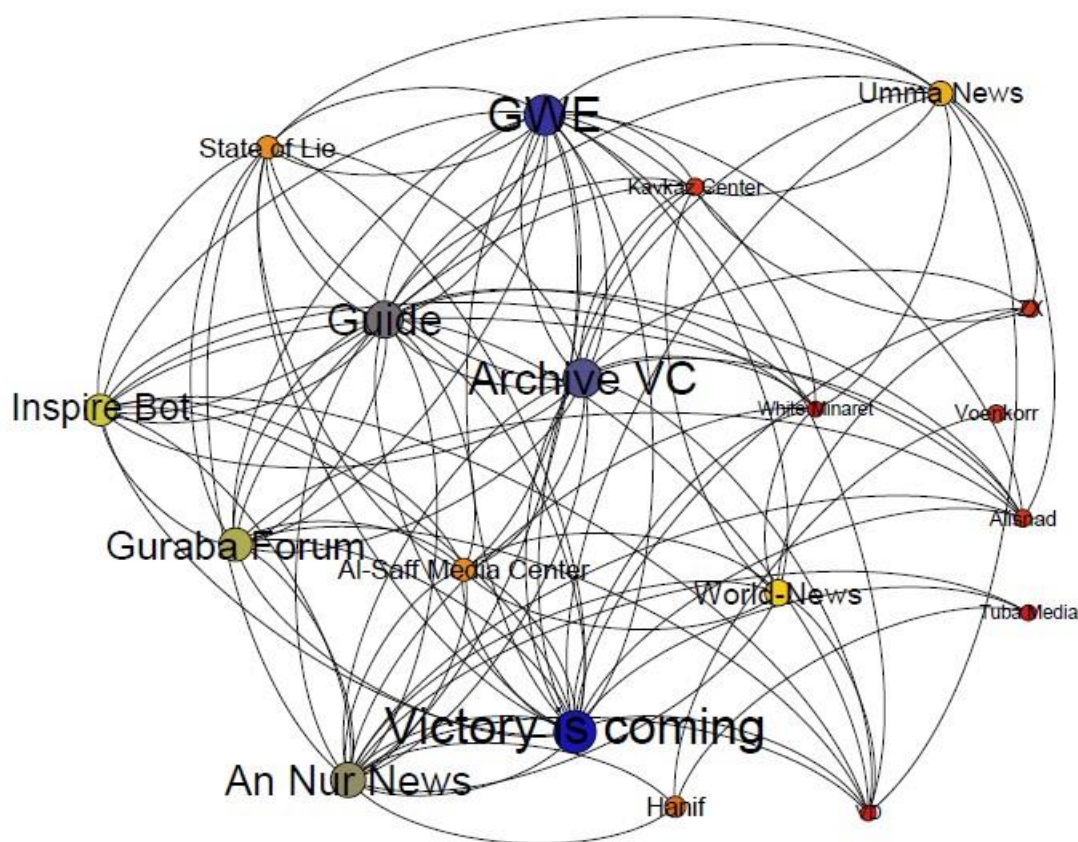 Umma News
GWE
State of Lie
Kavkaz Center
Guide
Archive VC
Inspire Bot
White Minaret
Voenkorr
Alisnad
Guraba Forum
Al-Saff Media Center
World-News
Tuba Media
Victory is coming
An Nur News
Hanif